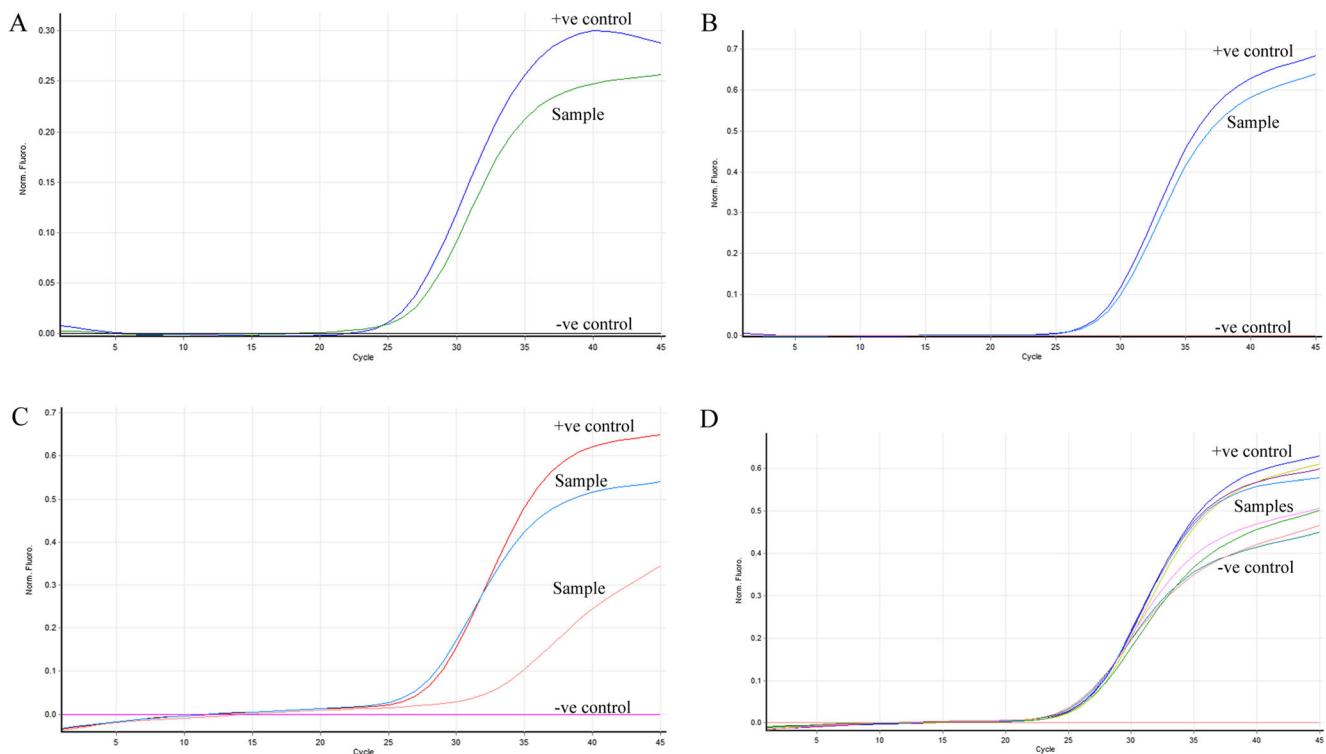 A
+ve control
Sample
-ve control
Norm. Fluoro.
0.30
0.25
0.20
0.15
0.10
0.05
0.00
5
10
15
20
25
30
35
40
45
Cycle
B
+ve control
Sample
-ve control
Norm. Fluoro.
0.7
0.6
0.5
0.4
0.3
0.2
0.1
0.0
5
10
15
20
25
30
35
40
45
Cycle
C
+ve control
Sample
Sample
-ve control
Norm. Fluoro.
0.7
0.6
0.5
0.4
0.3
0.2
0.1
0.0
5
10
15
20
25
30
35
40
45
Cycle
D
+ve control
Samples
-ve control
Norm. Fluoro.
0.6
0.5
0.4
0.3
0.2
0.1
0.0
5
10
15
20
25
30
35
40
45
Cycle